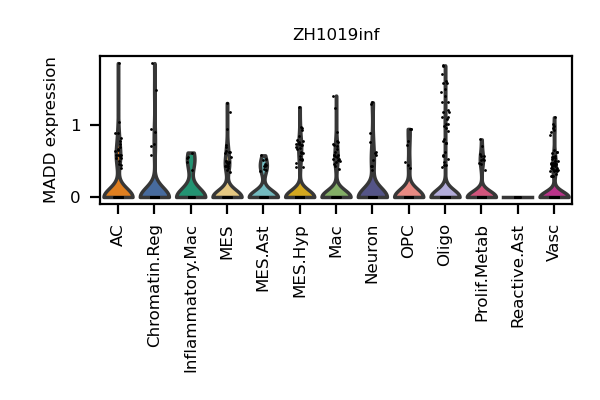 ZH1019inf
MADD expression
1
0
AC
Chromatin.Reg
Inflammatory.Mac
MES
MES.Ast
MES.Hyp
Mac
Neuron
OPC
Oligo
Prolif.Metab
Reactive.Ast
Vasc